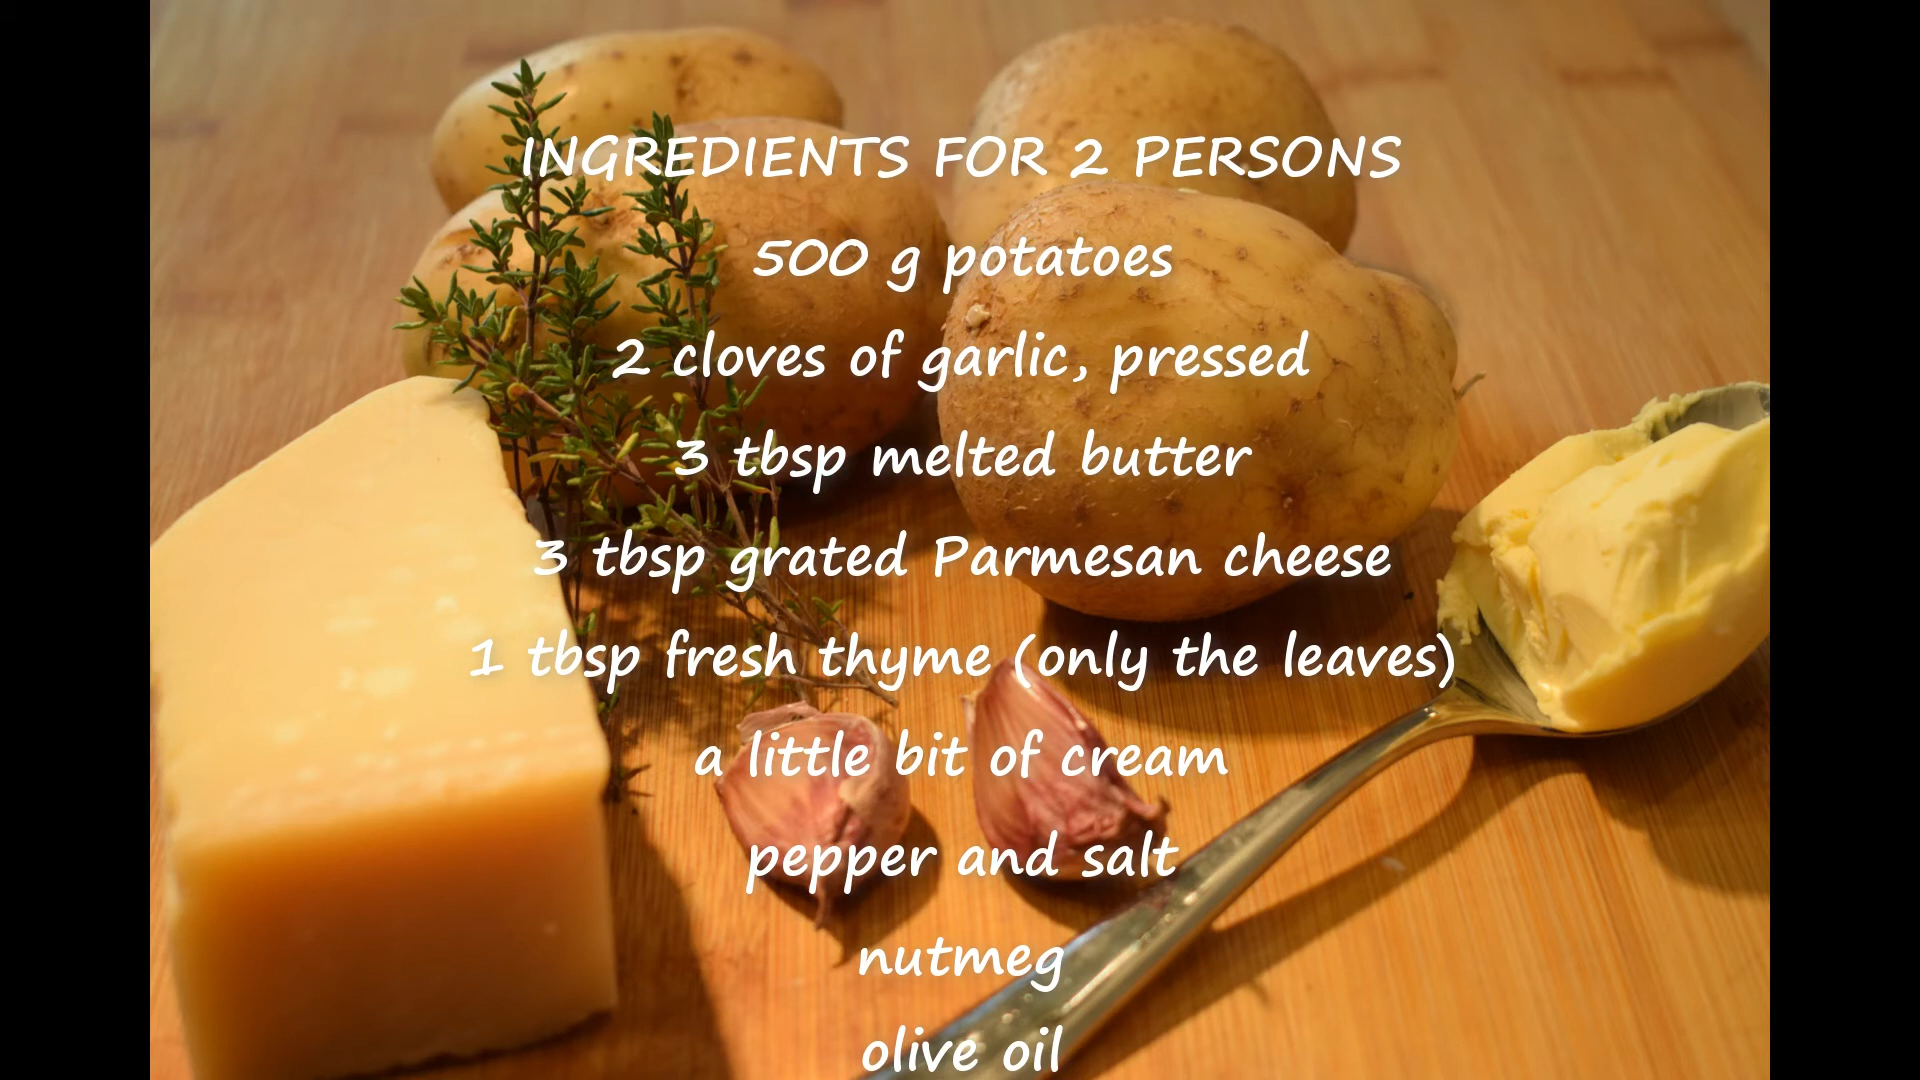 INGREDIENTS FOR 2 PERSONS
500 g potatoes
2 cloves of garlic, pressed
3 tbsp melted butter
3 tbsp grated Parmesan cheese
1 tbsp fresh thyme (only the leaves)
a little bit of cream
pepper and salt
nutmeg
olive oil